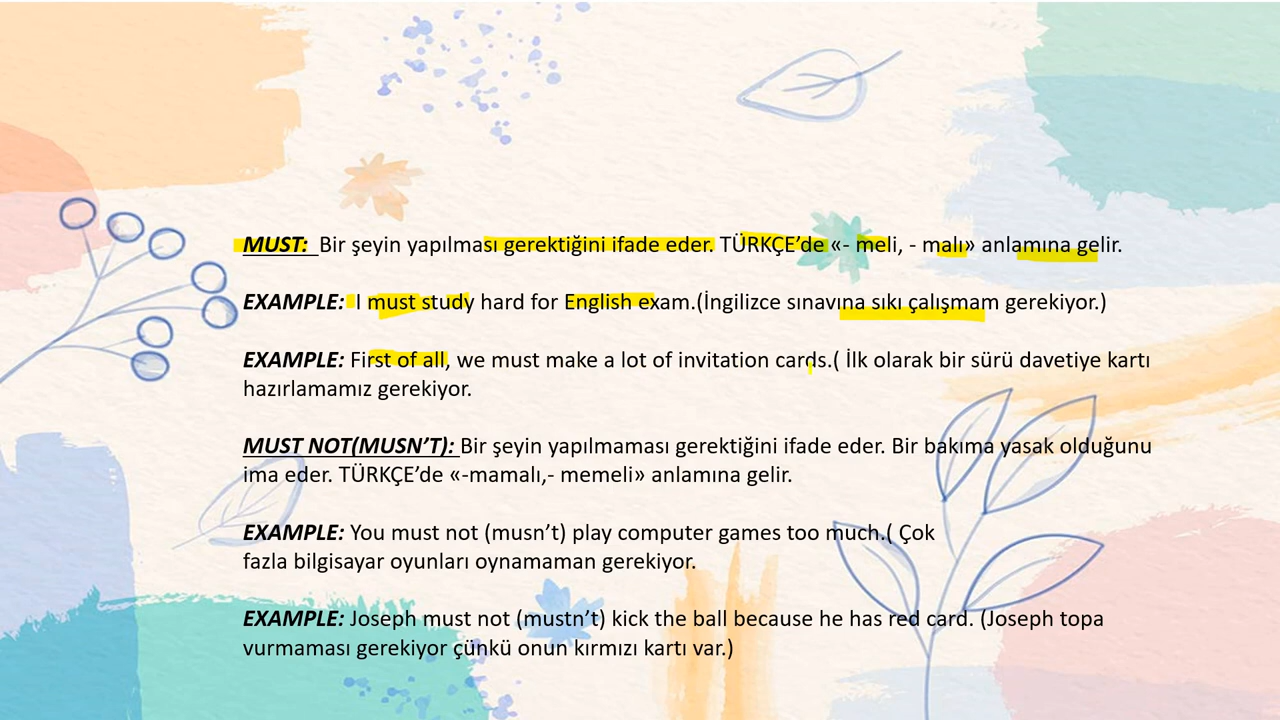 MUST: Bir şeyin yapılması gerektiğini ifade eder. TÜRKÇE’de «- meli, - malı» anlamına gelir.
EXAMPLE: I must study hard for English exam.(İngilizce sınavına sıkı çalışmam gerekiyor.)
EXAMPLE: First of all, we must make a lot of invitation cards.( İlk olarak bir sürü davetiye kartı
hazırlamamız gerekiyor.
MUST NOT(MUSN’T): Bir şeyin yapılmaması gerektiğini ifade eder. Bir bakıma yasak olduğunu
ima eder. TÜRKÇE’de «-mamalı,- memeli» anlamına gelir.
EXAMPLE: You must not (musn’t) play computer games too much.( Çok
fazla bilgisayar oyunları oynamaman gerekiyor.
EXAMPLE: Joseph must not (mustn’t) kick the ball because he has red card. (Joseph topa
vurmaması gerekiyor çünkü onun kırmızı kartı var.)